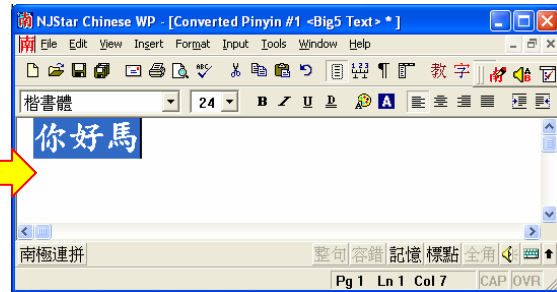 NJStar Chinese WP - [Converted Pinyin #1 <Big5 Text> * ]
File Edit View Insert Format Input Tools Window Help
教 字
楷書體 24 B Z U D A
你好馬
南極連拼 整句 容錯 記憶 標點 全角
Pg 1 Ln 1 Col 7 CAP OVR